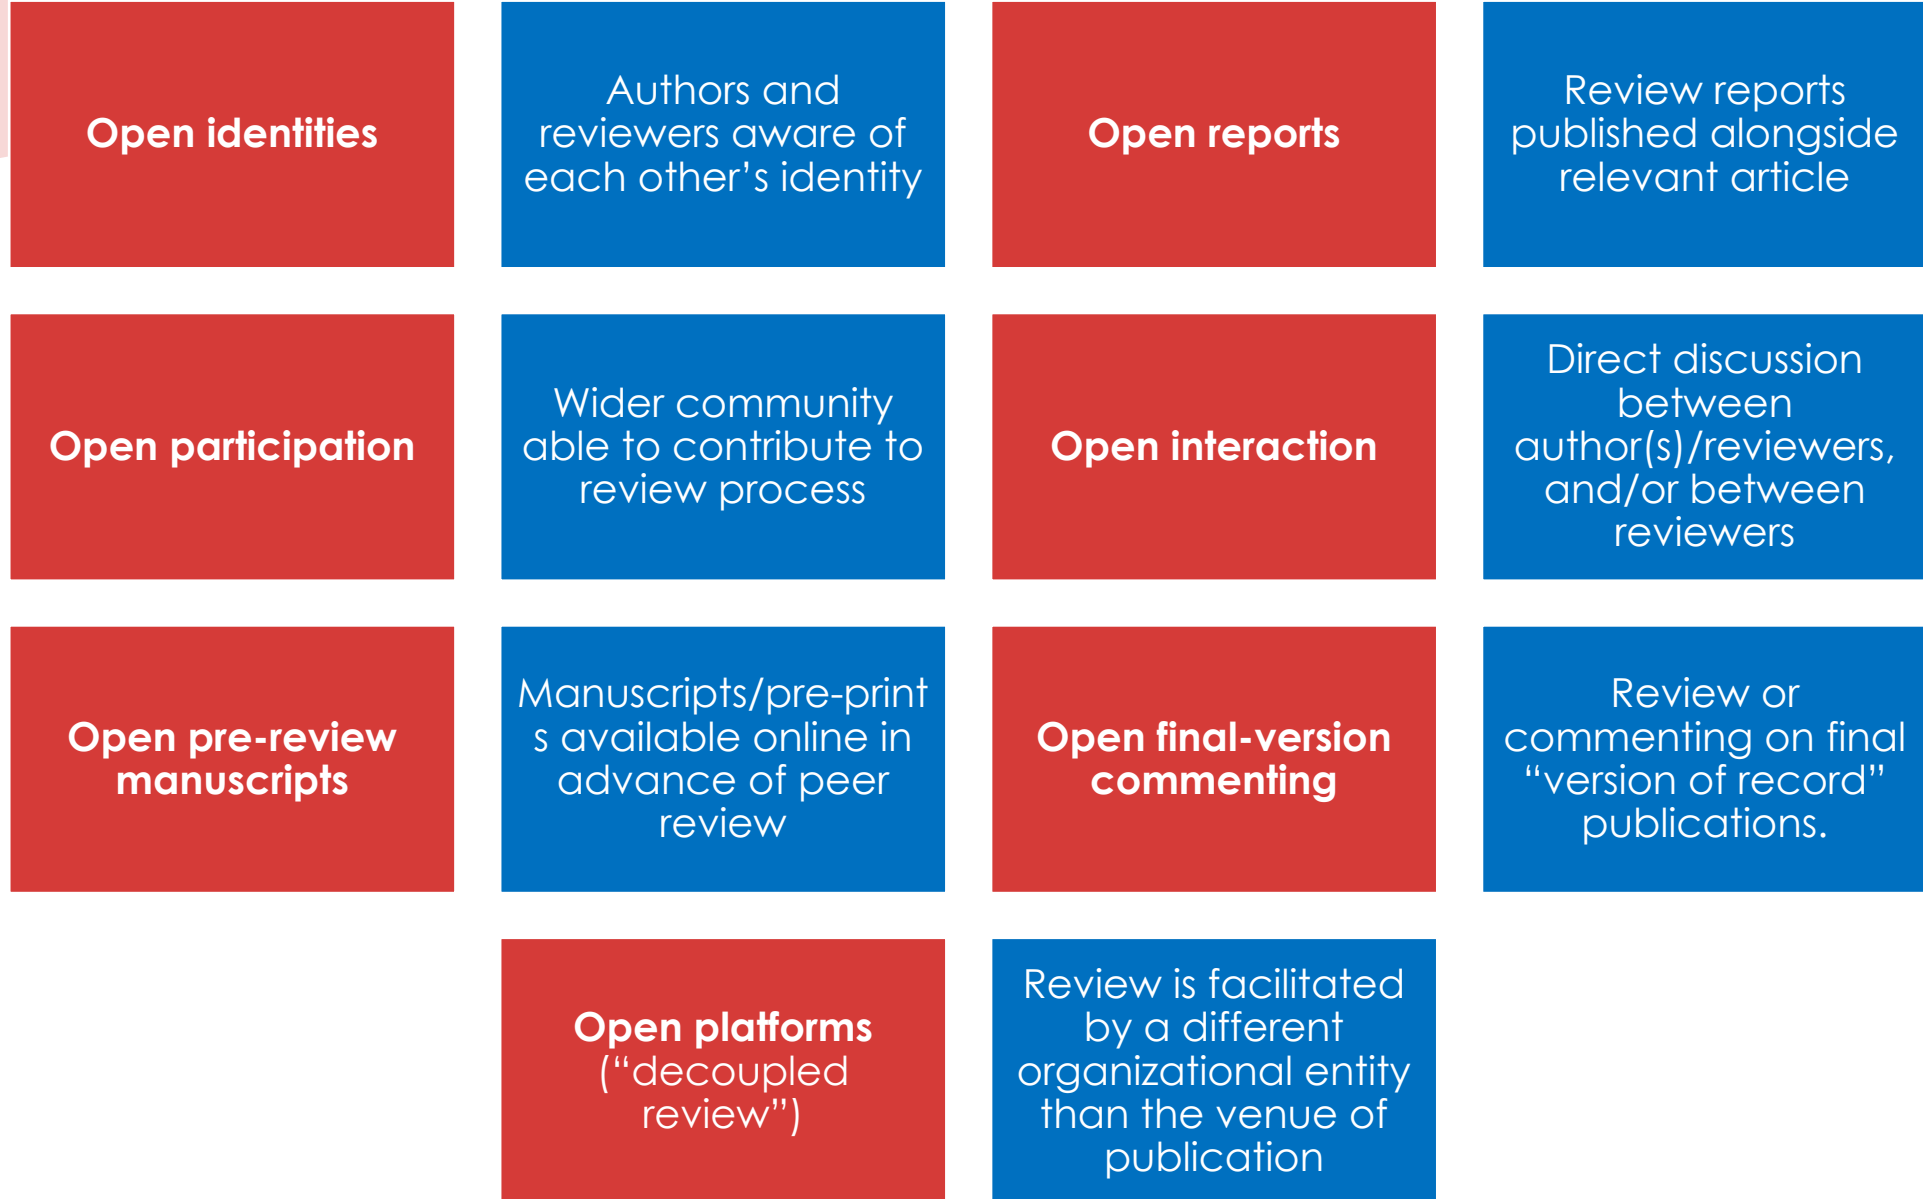 Open identities
Authors and
reviewers aware of
each other’s identity
Open reports
Review reports
published alongside
relevant article
Open participation
Wider community
able to contribute to
review process
Open interaction
Direct discussion
between
author(s)/reviewers,
and/or between
reviewers
Open pre-review
manuscripts
Manuscripts/pre-print
s available online in
advance of peer
review
Open final-version
commenting
Review or
commenting on final
“version of record”
publications.
Open platforms
(“decoupled
review”)
Review is facilitated
by a different
organizational entity
than the venue of
publication